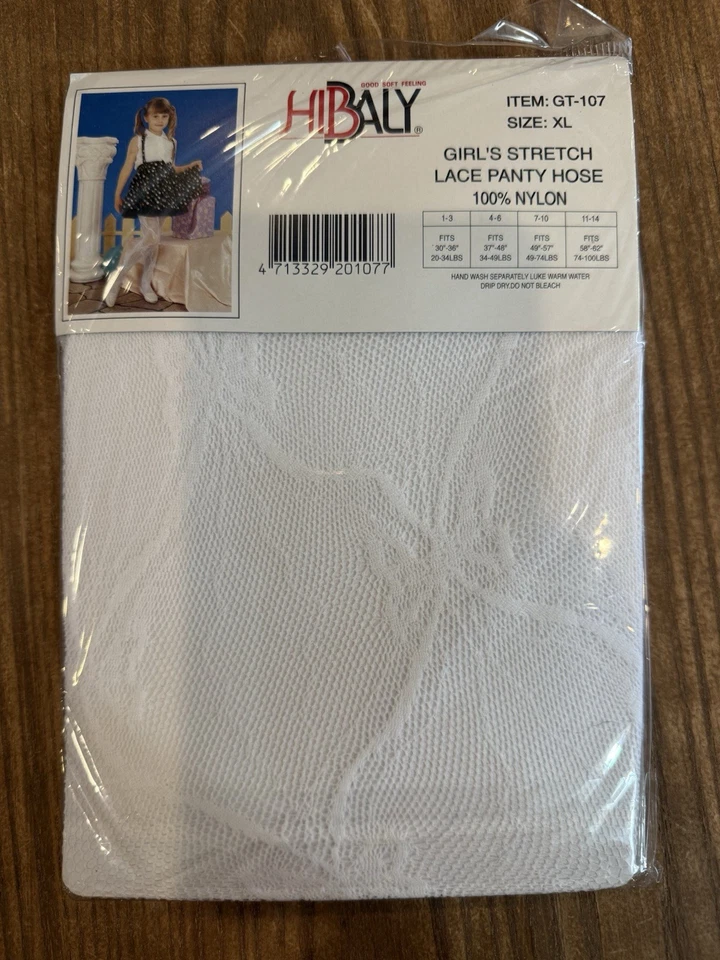 GOOD SOFT FEELING
HIBALY®
ITEM: GT-107
SIZE: XL
GIRL'S STRETCH
LACE PANTY HOSE
100% NYLON
1-3 4-6 7-10 11-14
FITS FITS FITS FITS
30"-36" 37"-48" 49"-57" 58"-62"
20-34LBS 34-49LBS 49-74LBS 74-100LBS
4 713329 201077
HAND WASH SEPARATELY LUKE WARM WATER
DRIP DRY.DO NOT BLEACH